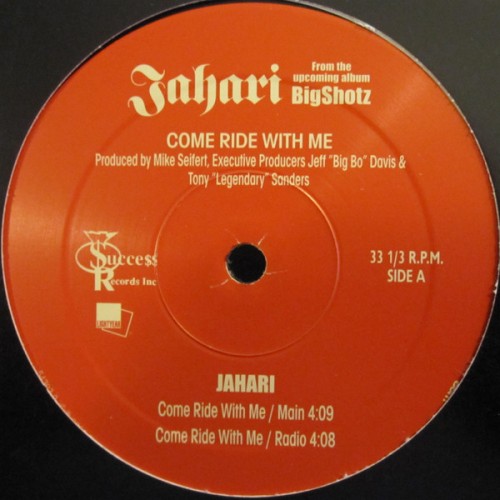 Jahari
From the
upcoming album
BigShotz
COME RIDE WITH ME
Produced by Mike Seifert, Executive Producers Jeff "Big Bo" Davis &
Tony "Legendary" Sanders
Success
Records Inc
LIGHTYEAR
33 1/3 R.P.M.
SIDE A
JAHARI
Come Ride With Me / Main 4:09
Come Ride With Me / Radio 4:08